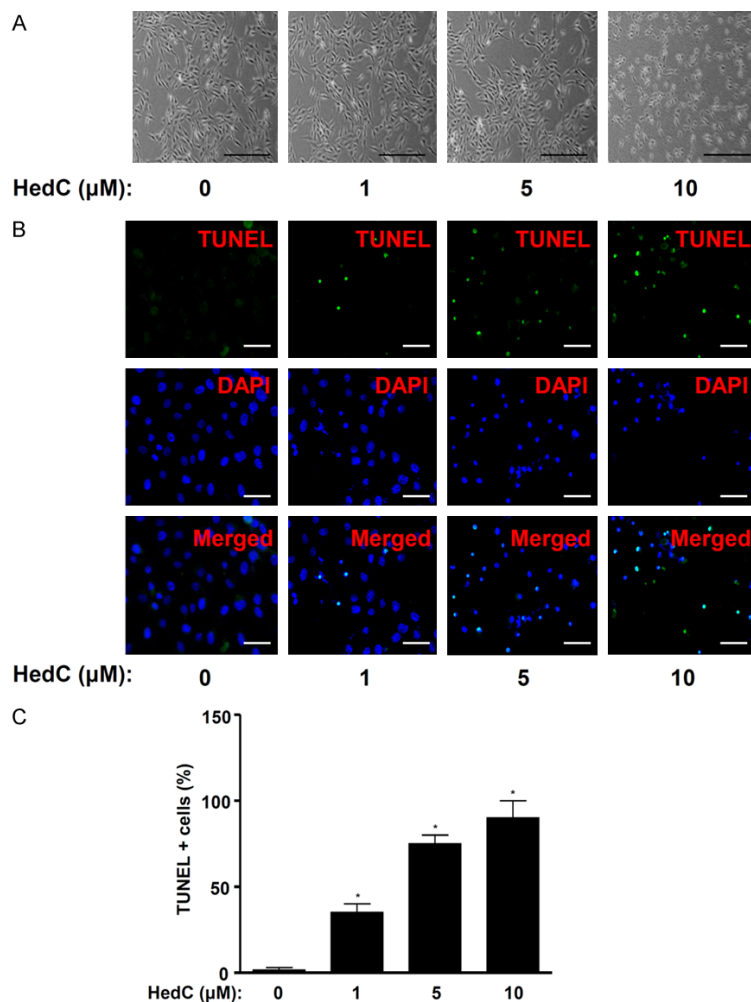 A
HedC (µM): 0 1 5 10
B
TUNEL TUNEL TUNEL TUNEL
DAPI DAPI DAPI DAPI
Merged Merged Merged Merged
HedC (µM): 0 1 5 10
C
TUNEL + cells (%)
150
100
50
0
* * *
HedC (µM): 0 1 5 10